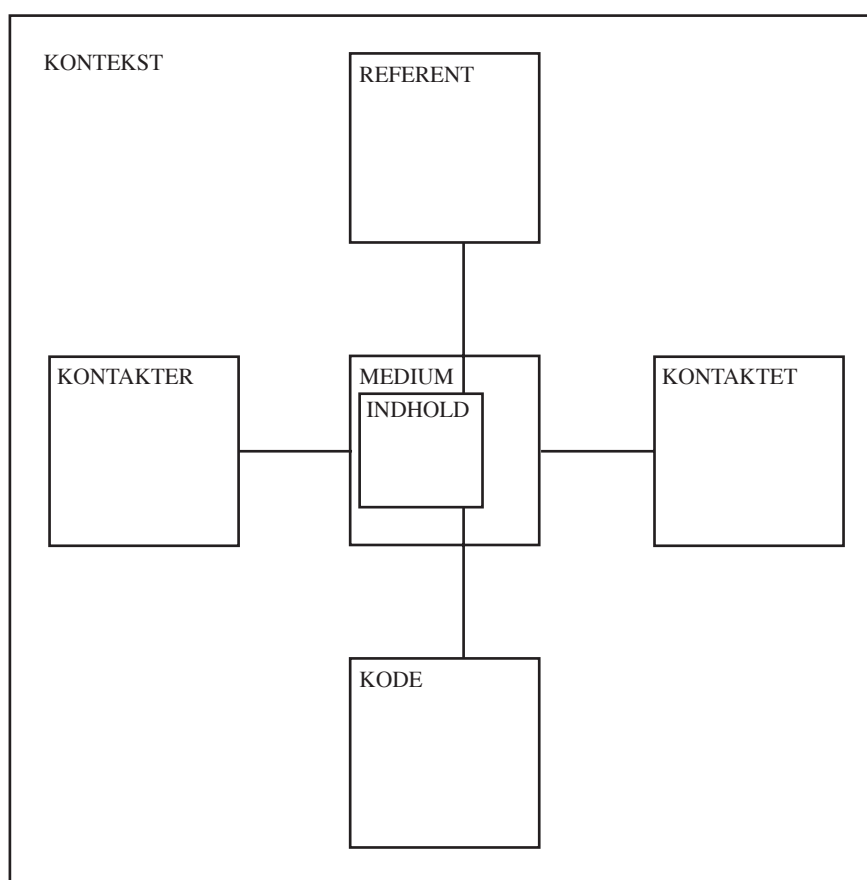 KONTEKST
REFERENT
KONTAKTER
MEDIUM
KONTAKTET
INDHOLD
KODE